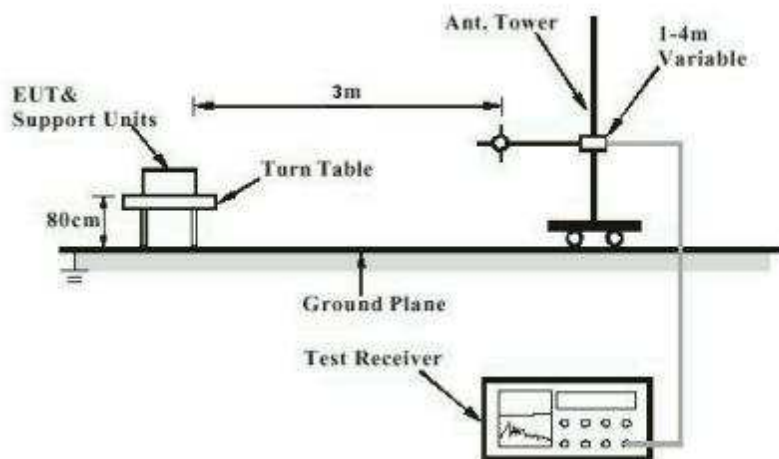 Ant. Tower
1-4m
Variable
3m
EUT&
Support Units
Turn Table
80cm
Ground Plane
Test Receiver